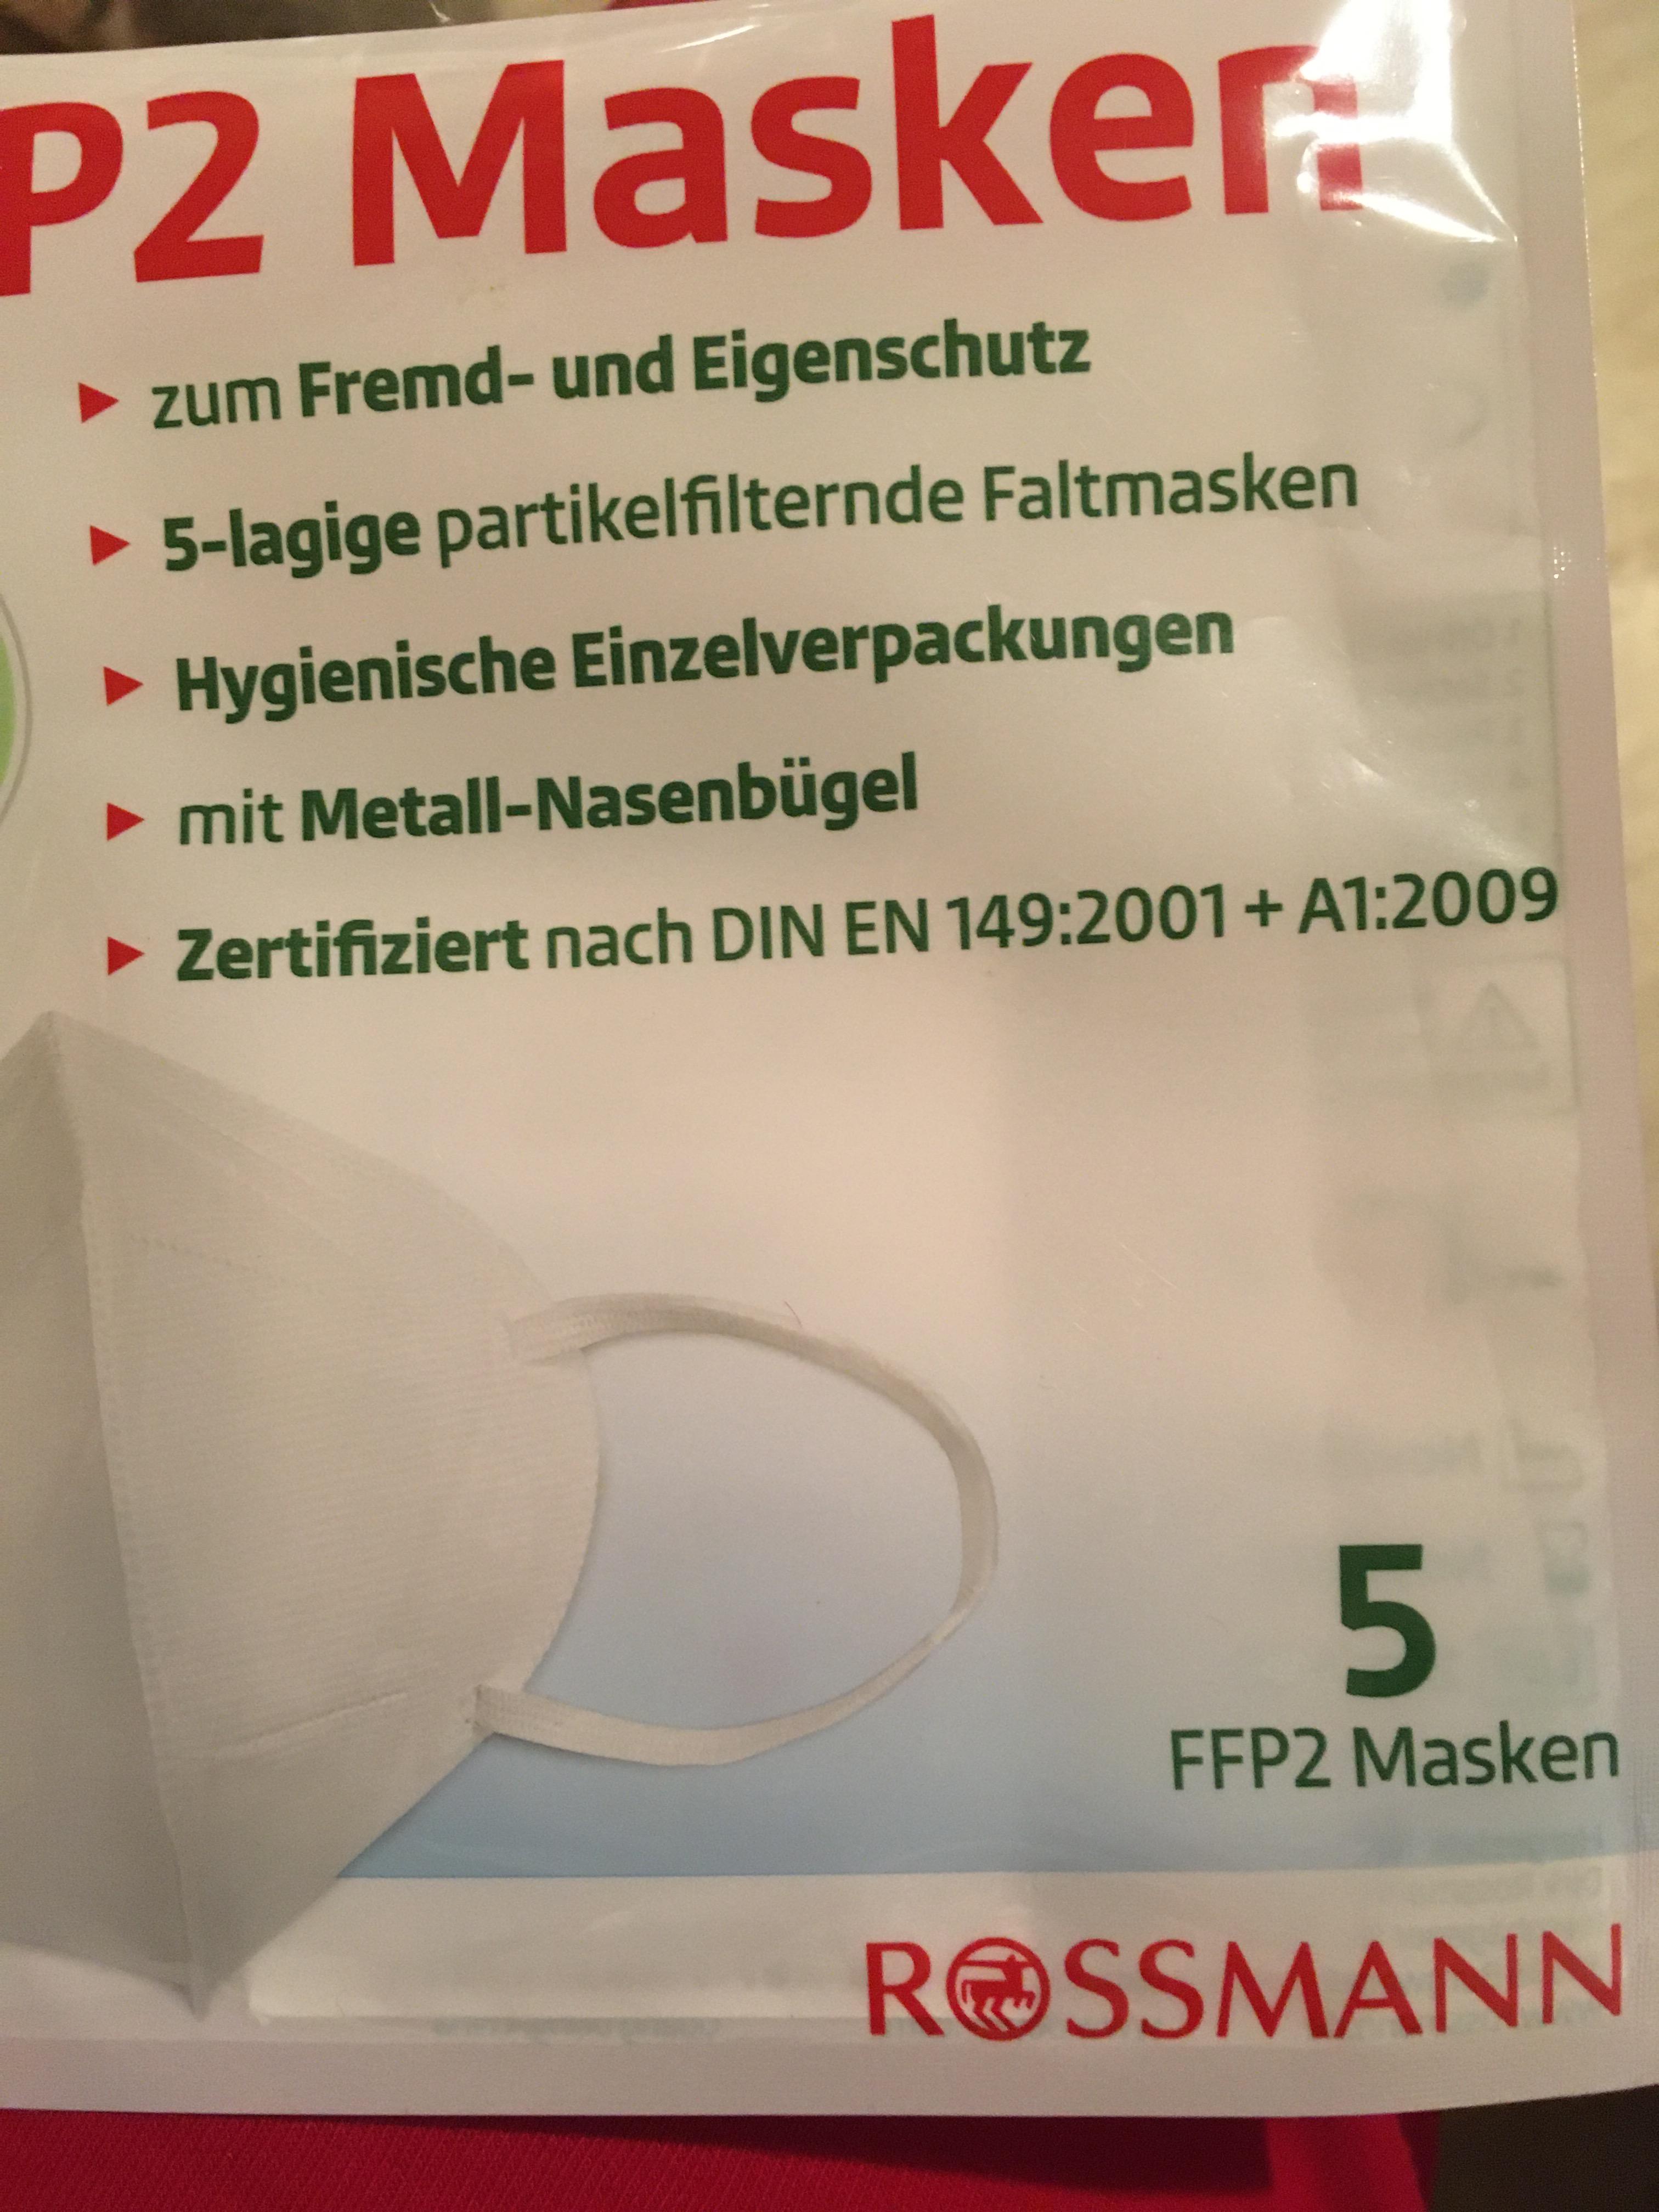 P2 Masken
zum Fremd- und Eigenschutz
5-lagige partikelfilternde Faltmasken
Hygienische Einzelverpackungen
mit Metall-Nasenbügel
Zertifiziert nach DIN EN 149:2001 + A1:2009
5
FFP2 Masken
ROSSMANN